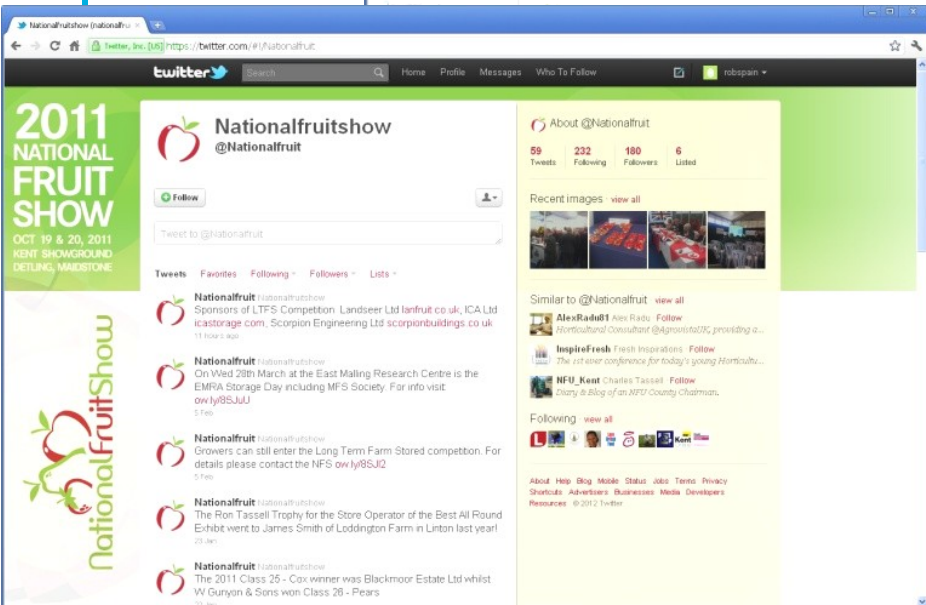 Nationalfruitshow (nationalfru
Twitter, Inc. [US] https://twitter.com/#!/Nationalfruit
twitter
Search
Home Profile Messages Who To Follow
robspain
2011
NATIONAL
FRUIT
SHOW
OCT 19 & 20, 2011
KENT SHOWGROUND
DETLING, MAIDSTONE
NationalFruitShow
Nationalfruitshow
@Nationalfruit
Follow
Tweet to @Nationalfruit
Tweets Favorites Following Followers Lists
Nationalfruit Nationalfruitshow
Sponsors of LTFS Competition Landseer Ltd lanfruit.co.uk, ICA Ltd
icastorage.com, Scorpion Engineering Ltd scorpionbuildings.co.uk
11 hours ago
Nationalfruit Nationalfruitshow
On Wed 28th March at the East Malling Research Centre is the
EMRA Storage Day including MFS Society. For info visit:
ow.ly/8SJuU
5 Feb
Nationalfruit Nationalfruitshow
Growers can still enter the Long Term Farm Stored competition. For
details please contact the NFS ow.ly/8SJI2
5 Feb
Nationalfruit Nationalfruitshow
The Ron Tassell Trophy for the Store Operator of the Best All Round
Exhibit went to James Smith of Loddington Farm in Linton last year!
23 Jan
Nationalfruit Nationalfruitshow
The 2011 Class 25 - Cox winner was Blackmoor Estate Ltd whilst
W Gunyon & Sons won Class 26 - Pears
About @Nationalfruit
59 232 180 6
Tweets Following Followers Listed
Recent images · view all
Similar to @Nationalfruit · view all
AlexRadu81 Alex Radu · Follow
Horticultural Consultant @AgrovistaUK, providing a...
InspireFresh Fresh Inspirations · Follow
The 1st ever conference for today's young Horticultu...
NFU_Kent Charles Tassell · Follow
Diary & Blog of an NFU County Chairman,
Following · view all
L
Kent
About Help Blog Mobile Status Jobs Terms Privacy
Shortcuts Advertisers Businesses Media Developers
Resources © 2012 Twitter